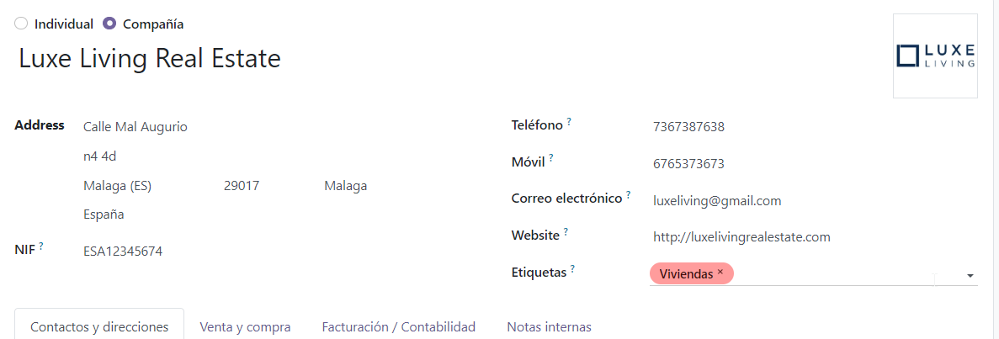 Individual Compañía
Luxe Living Real Estate
LUXE
LIVING
Address Calle Mal Augurio
n4 4d
Malaga (ES) 29017 Malaga
España
NIF ? ESA12345674
Teléfono ? 7367387638
Móvil ? 6765373673
Correo electrónico ? luxeliving@gmail.com
Website ? http://luxelivingrealestate.com
Etiquetas ? Viviendas ×
Contactos y direcciones Venta y compra Facturación / Contabilidad Notas internas